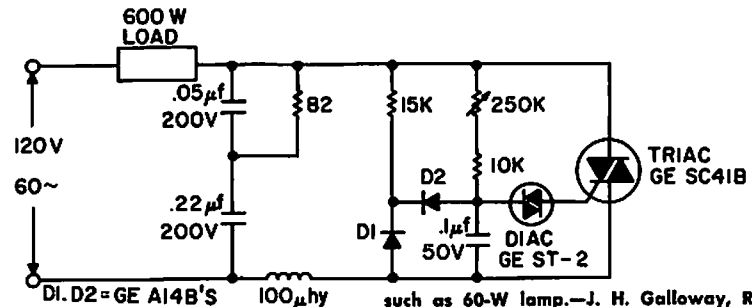 600 W
LOAD
.05µf
200V
82
15K
250K
120V
60~
10K
TRIAC
GE SC41B
D2
.22µf
200V
D1
.1µf
50V
DIAC
GE ST-2
D1. D2 = GE A14B'S
100µhy
such as 60-W lamp.—J. H. Galloway, R